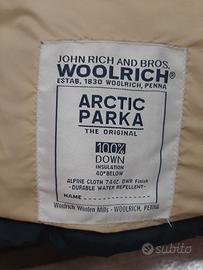 JOHN RICH AND BROS.
WOOLRICH®
ESTAB. 1830 WOOLRICH, PENNA
ARCTIC
PARKA
THE ORIGINAL
100%
DOWN
INSULATION
40° BELOW
ALPINE CLOTH 7.4 OZ. DWR Finish
-DURABLE WATER REPELLENT-
NAME
Woolrich Woolen Mills - WOOLRICH, PENNA.
subito